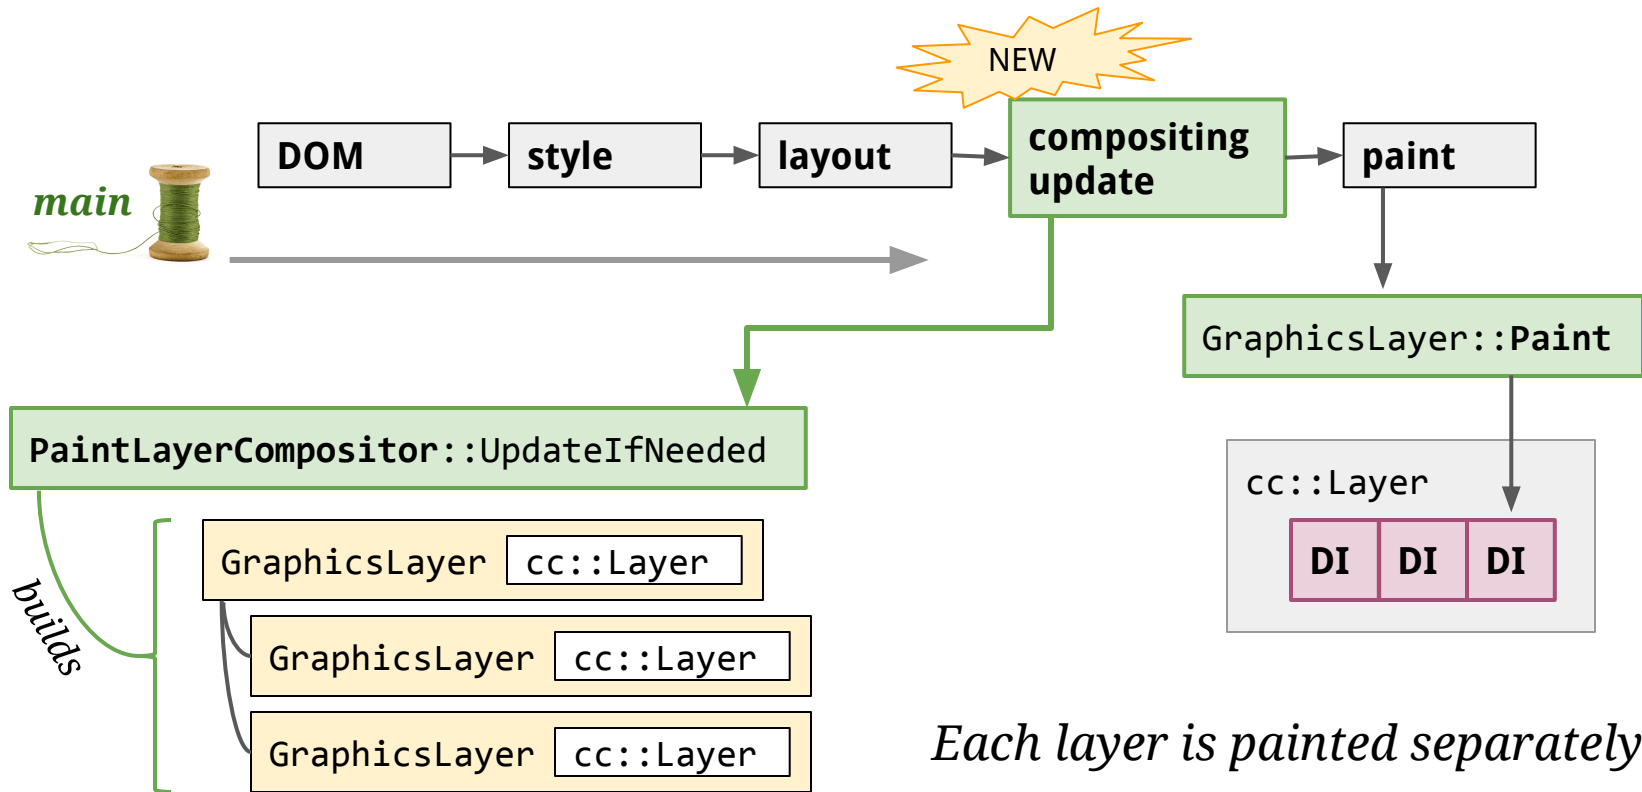 NEW
DOM
style
layout
compositing
update
paint
main
GraphicsLayer::Paint
PaintLayerCompositor::UpdateIfNeeded
cc::Layer
DI DI DI
builds
GraphicsLayer cc::Layer
GraphicsLayer cc::Layer
GraphicsLayer cc::Layer
Each layer is painted separately